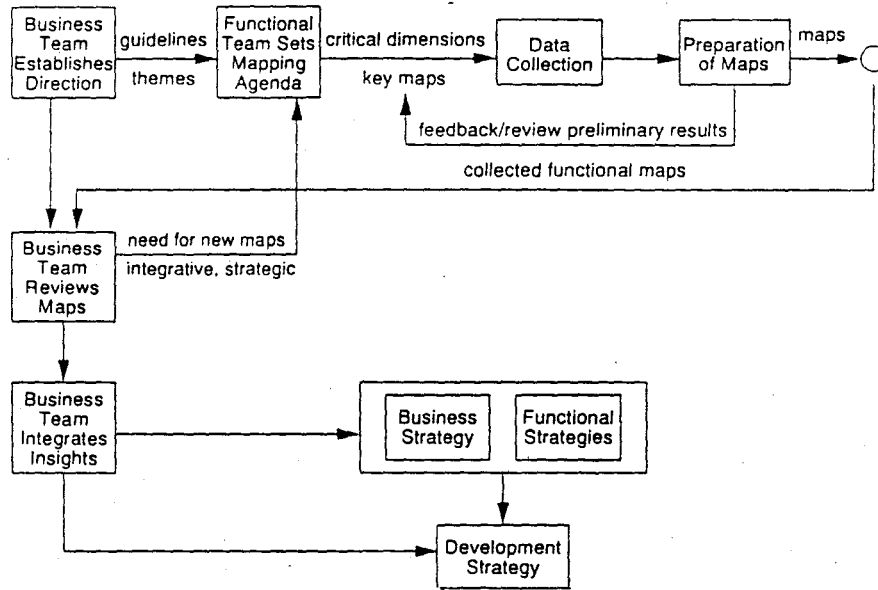 Business
Team
Establishes
Direction
guidelines
themes
Functional
Team Sets
Mapping
Agenda
critical dimensions
key maps
Data
Collection
Preparation
of Maps
maps
feedback/review preliminary results
collected functional maps
Business
Team
Reviews
Maps
need for new maps
integrative, strategic
Business
Team
Integrates
Insights
Business
Strategy
Functional
Strategies
Development
Strategy